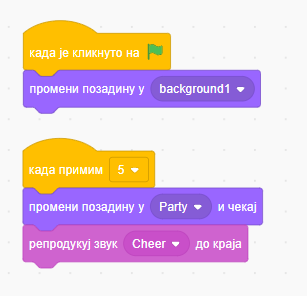 када је кликнуто на
промени позадину у background1
када примим 5
промени позадину у Party и чекај
репродукуј звук Cheer до краја